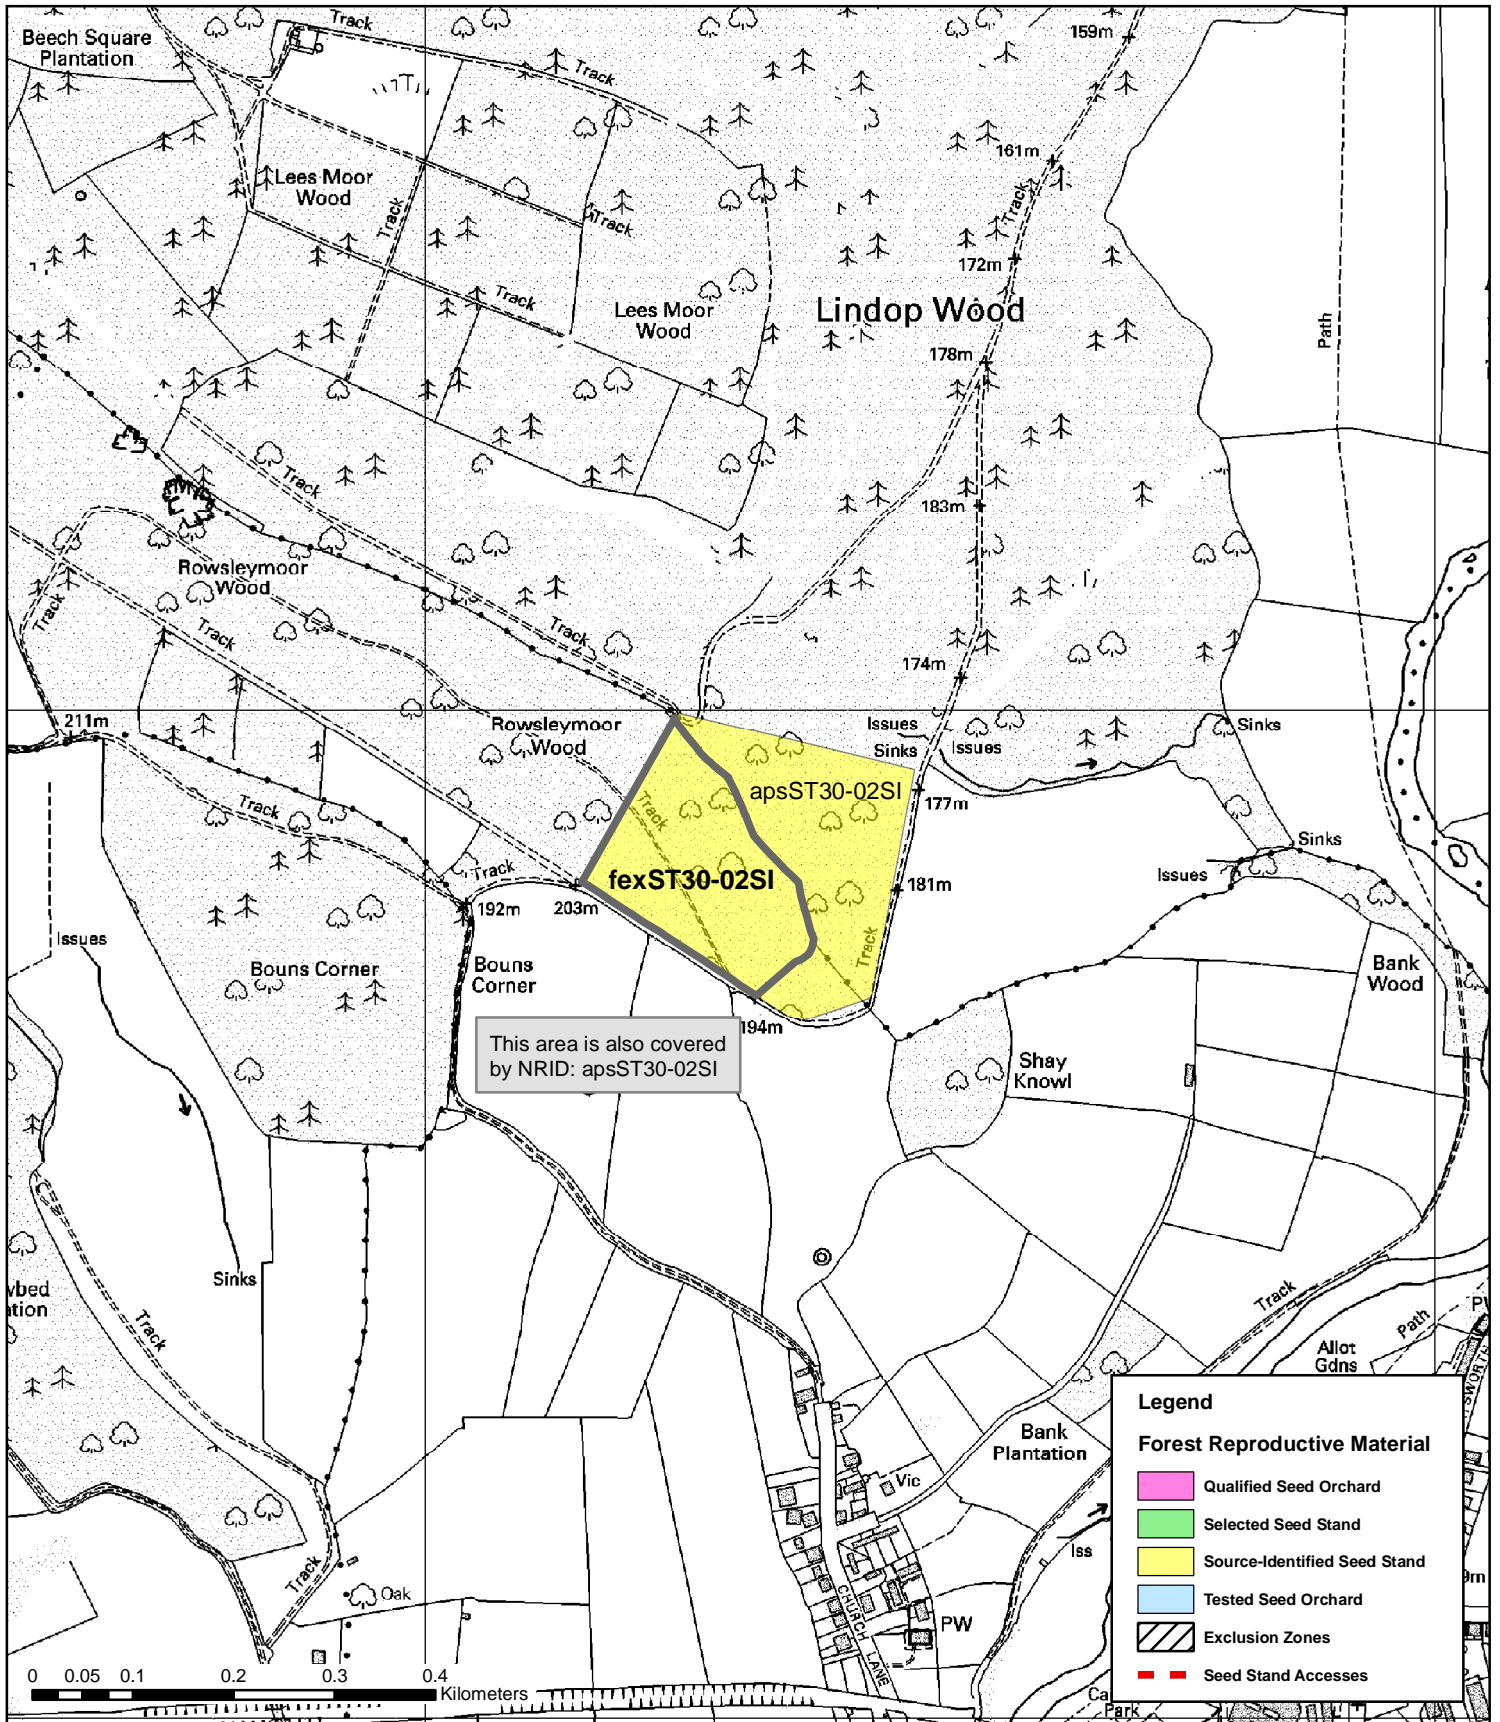 Track
159m
Beech Square
Plantation
Track
161m
Lees Moor
Wood
Track
Track
Track
172m
Track
Lees Moor
Wood
Lindop Wood
Path
178m
Track
183m
Rowsleymoor
Wood
Track
Track
Track
174m
211m
Rowsleymoor
Wood
Issues
Sinks
Issues
Sinks
Track
apsST30-02SI
177m
Track
Sinks
Track
fexST30-02SI
181m
Issues
192m
203m
Issues
Bouns Corner
Bouns
Corner
Track
Bank
Wood
194m
This area is also covered
by NRID: apsST30-02SI
Shay
Knowl
Sinks
Track
Track
Path
Allot
Gdns
Bank
Plantation
Vic
Iss
Oak
Track
CHURCH
LANE
PW
Park
Legend
Forest Reproductive Material
Qualified Seed Orchard
Selected Seed Stand
Source-Identified Seed Stand
Tested Seed Orchard
Exclusion Zones
Seed Stand Accesses
0 0.05 0.1 0.2 0.3 0.4
Kilometers